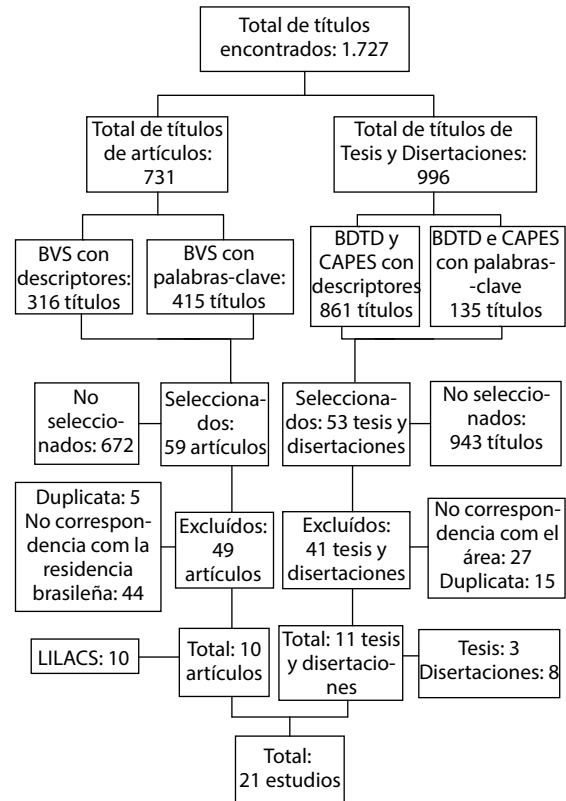 Total de títulos
encontrados: 1.727
Total de títulos
de artículos:
731
Total de títulos de
Tesis y Disertaciones:
996
BVS con
descriptores:
316 títulos
BVS con
palabras-clave:
415 títulos
BDTD y
CAPES con
descriptores
861 títulos
BDTD e CAPES
con palabras-
-clave
135 títulos
No
seleccio-
nados: 672
Selecciona-
dos:
59 artículos
Selecciona-
dos: 53 tesis y
disertaciones
No seleccio-
nados:
943 títulos
Duplicata: 5
No correspon-
dencia com la
residencia
brasileña: 44
Excluídos:
49
artículos
Excluídos:
41 tesis y
disertaciones
No correspon-
dencia com el
área: 27
Duplicata: 15
LILACS: 10
Total: 10
artículos
Total: 11 tesis
y disertacio-
nes
Tesis: 3
Disertaciones: 8
Total:
21 estudios